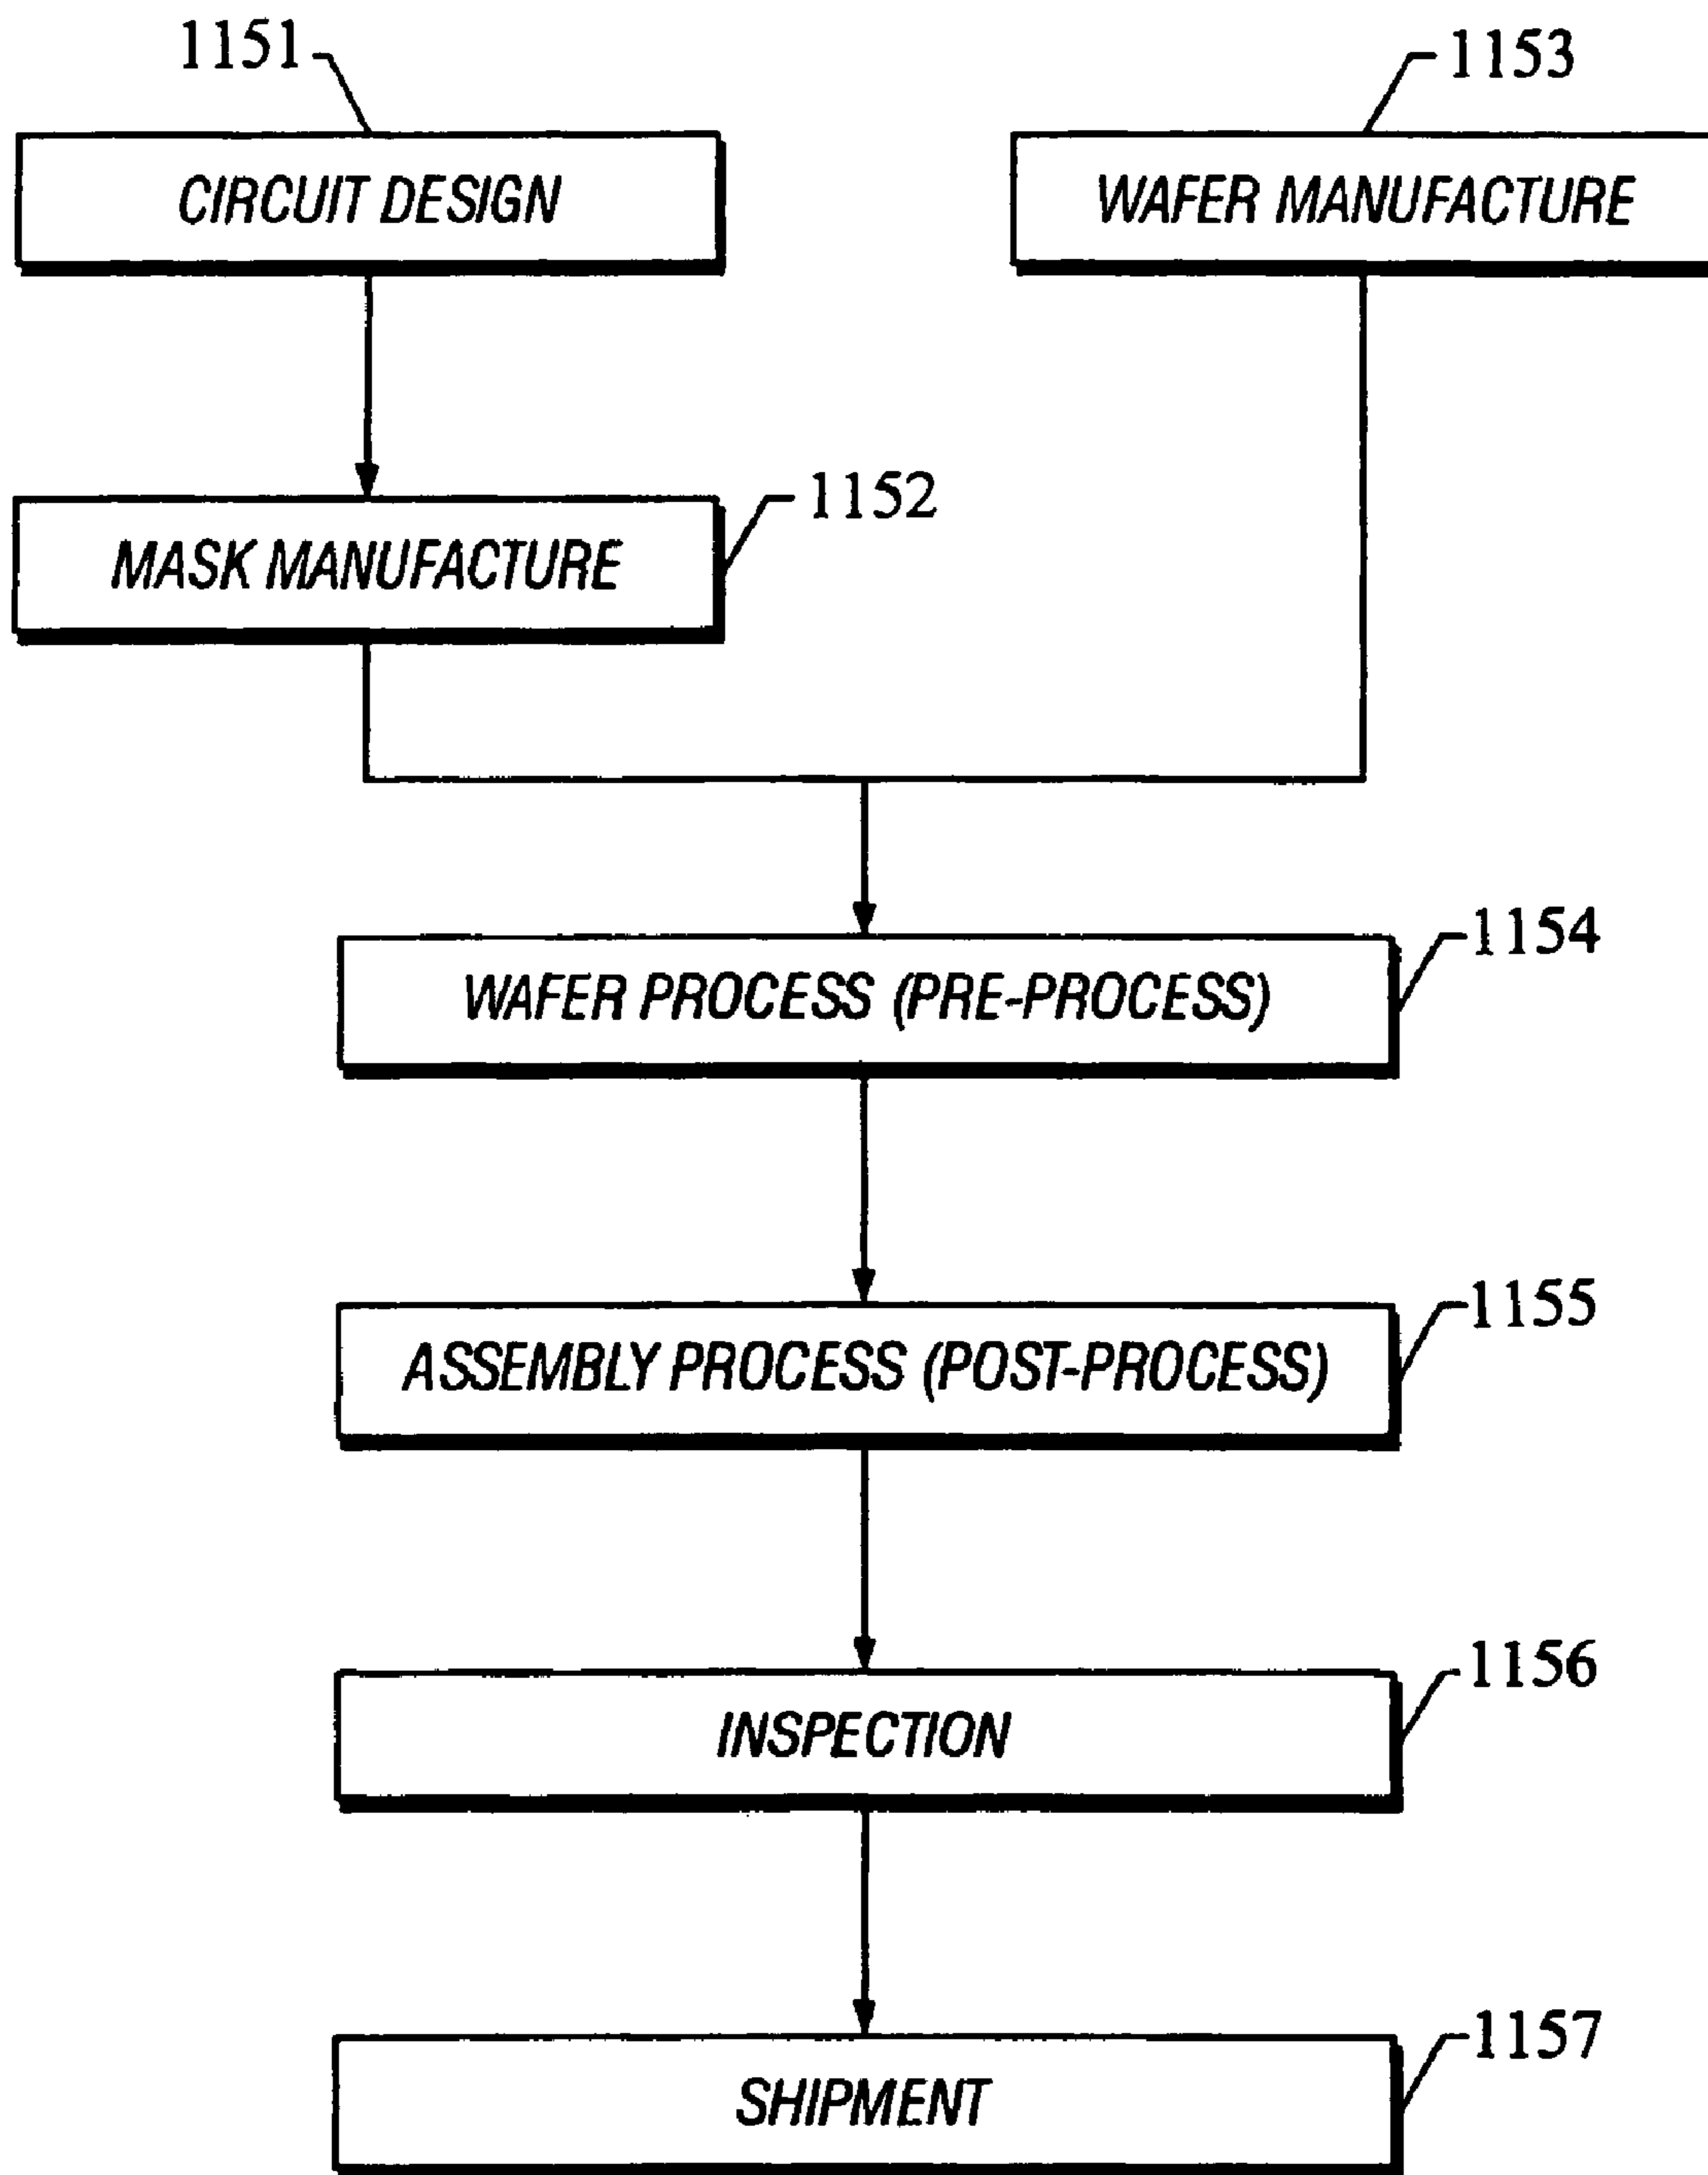 1151
1153
CIRCUIT DESIGN
WAFER MANUFACTURE
1152
MASK MANUFACTURE
1154
WAFER PROCESS (PRE-PROCESS)
1155
ASSEMBLY PROCESS (POST-PROCESS)
1156
INSPECTION
1157
SHIPMENT